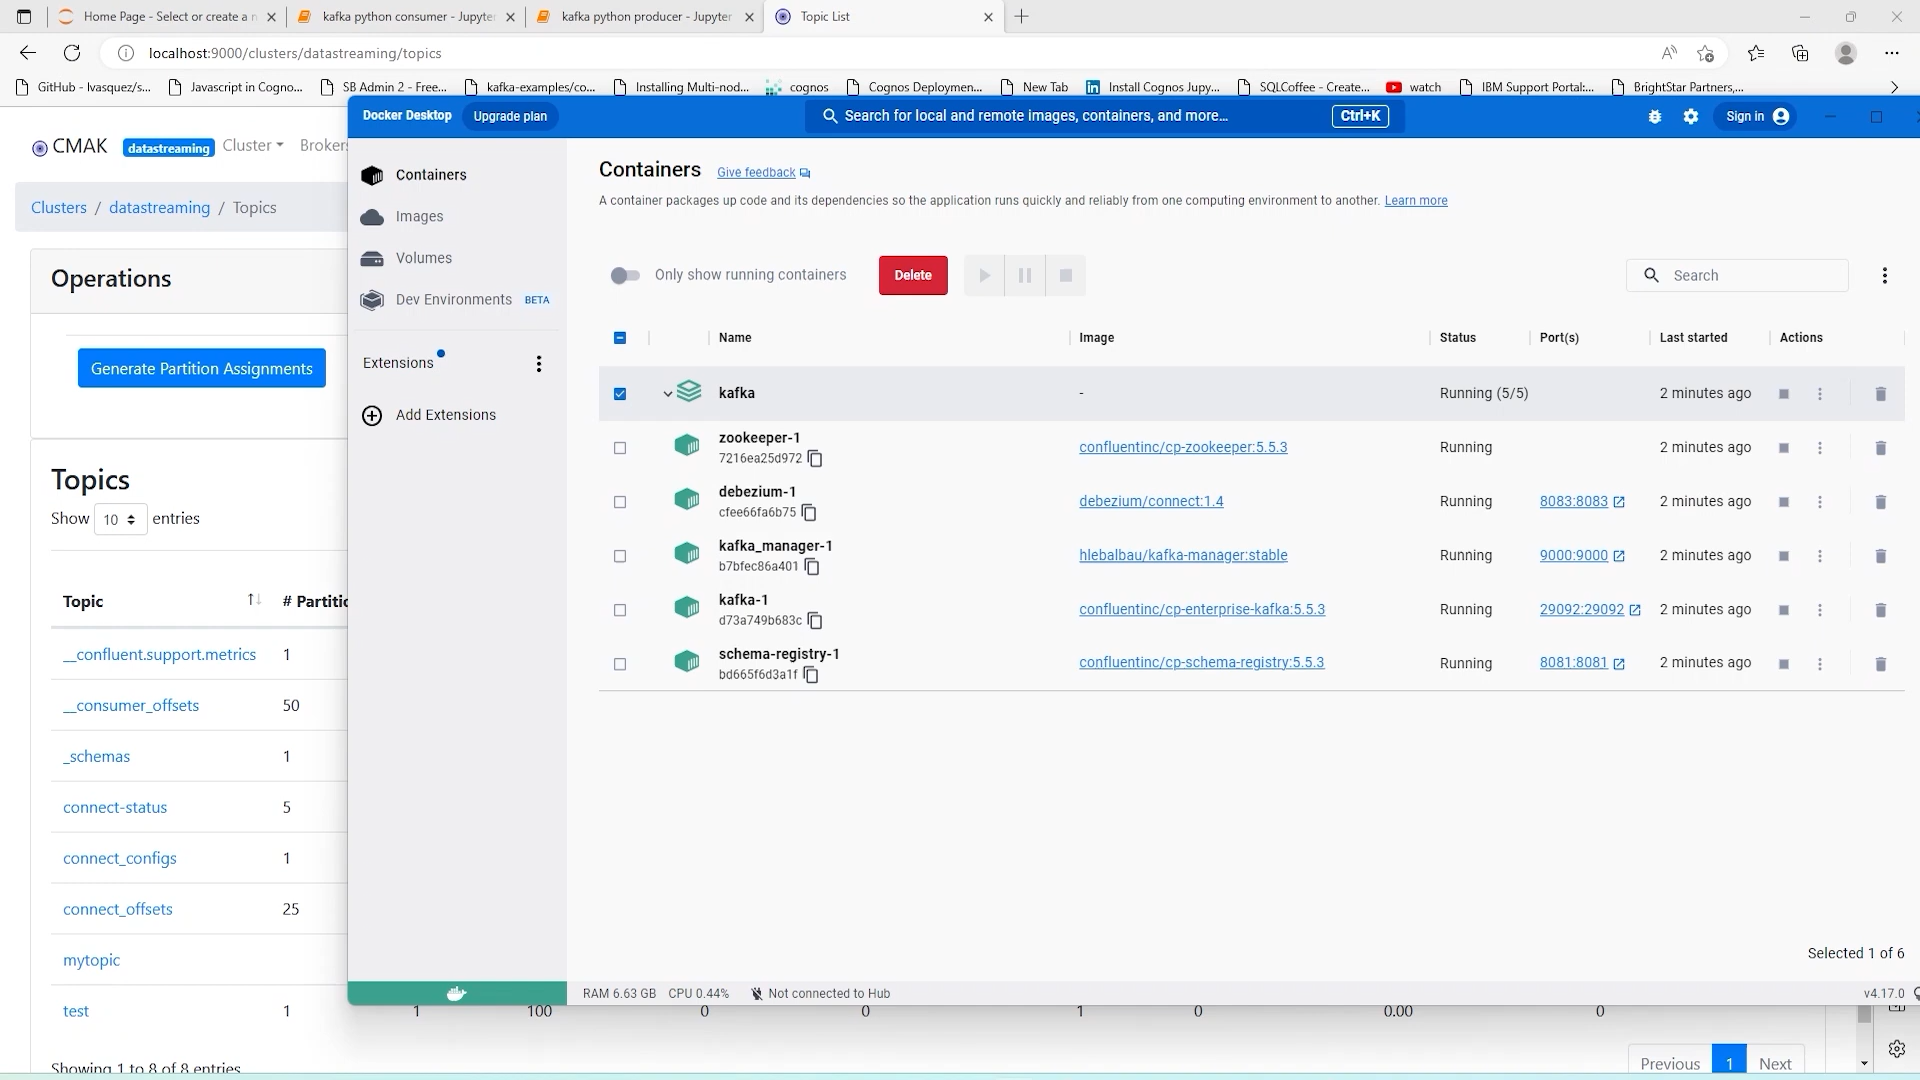 Home Page - Select or create a n
kafka python consumer - Jupyte
kafka python producer - Jupyter
Topic List
localhost:9000/clusters/datastreaming/topics
GitHub - lvasquez/s...
Javascript in Cogno...
SB Admin 2 - Free...
kafka-examples/co...
Installing Multi-nod...
cognos
Cognos Deploymen...
New Tab
Install Cognos Jupy...
SQLCoffee - Create...
watch
IBM Support Portal:...
BrightStar Partners,...
CMAK
datastreaming
Cluster
Brokers
Clusters / datastreaming / Topics
Operations
Generate Partition Assignments
Topics
Show 10 entries
Topic # Partitio
__confluent.support.metrics 1
__consumer_offsets 50
_schemas 1
connect-status 5
connect_configs 1
connect_offsets 25
mytopic
test 1 1 100 0 0 1 0 0.00 0
Showing 1 to 8 of 8 entries
Previous 1 Next
Docker Desktop
Upgrade plan
Search for local and remote images, containers, and more...
Ctrl+K
Sign in
Containers
Images
Volumes
Dev Environments BETA
Extensions
Add Extensions
Containers
Give feedback
A container packages up code and its dependencies so the application runs quickly and reliably from one computing environment to another. Learn more
Only show running containers
Delete
Search
Name Image Status Port(s) Last started Actions
kafka - Running (5/5) 2 minutes ago
zookeeper-1
7216ea25d972
confluentinc/cp-zookeeper:5.5.3 Running 2 minutes ago
debezium-1
cfee66fa6b75
debezium/connect:1.4 Running 8083:8083 2 minutes ago
kafka_manager-1
b7bfec86a401
hlebalbau/kafka-manager:stable Running 9000:9000 2 minutes ago
kafka-1
d73a749b683c
confluentinc/cp-enterprise-kafka:5.5.3 Running 29092:29092 2 minutes ago
schema-registry-1
bd665f6d3a1f
confluentinc/cp-schema-registry:5.5.3 Running 8081:8081 2 minutes ago
Selected 1 of 6
RAM 6.63 GB CPU 0.44% Not connected to Hub
v4.17.0